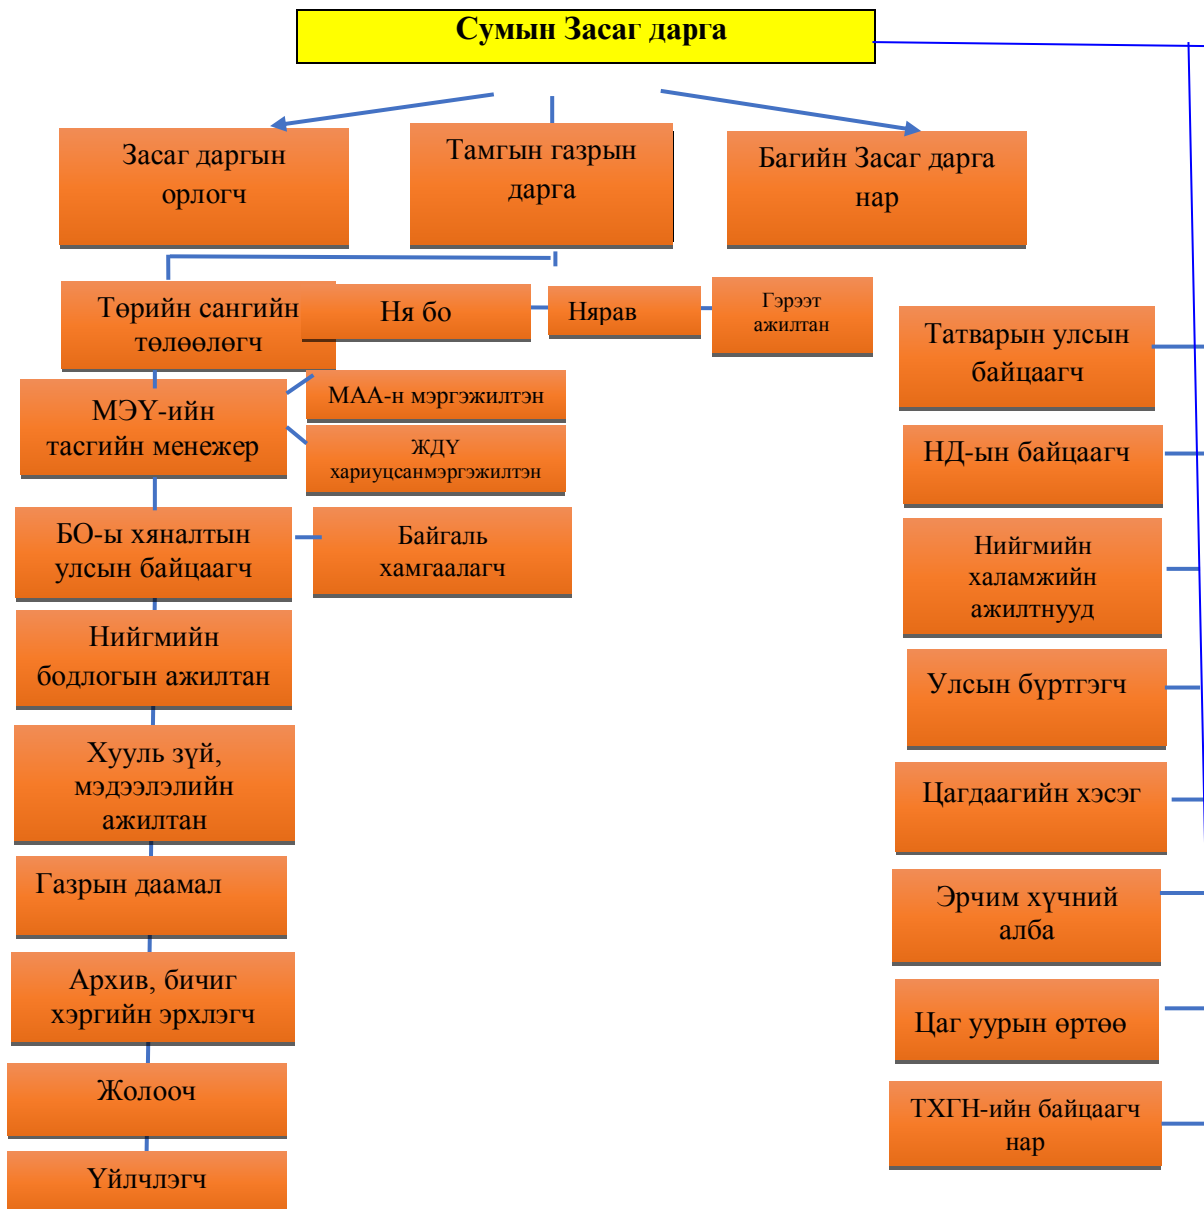 Сумын Засаг дарга
Засаг даргын
орлогч
Тамгын газрын
дарга
Багийн Засаг дарга
нар
Төрийн сангийн
төлөөлөгч
Ня бо
Нярав
Гэрээт
ажилтан
МЭҮ-ийн
тасгийн менежер
МАА-н мэргэжилтэн
ЖДҮ
хариуцсанмэргэжилтэн
БО-ы хяналтын
улсын байцаагч
Байгаль
хамгаалагч
Нийгмийн
бодлогын ажилтан
Хууль зүй,
мэдээлэлийн
ажилтан
Газрын даамал
Архив, бичиг
хэргийн эрхлэгч
Жолооч
Үйлчлэгч
Татварын улсын
байцаагч
НД-ын байцаагч
Нийгмийн
халамжийн
ажилтнууд
Улсын бүртгэгч
Цагдаагийн хэсэг
Эрчим хүчний
алба
Цаг уурын өртөө
ТХГН-ийн байцаагч
нар